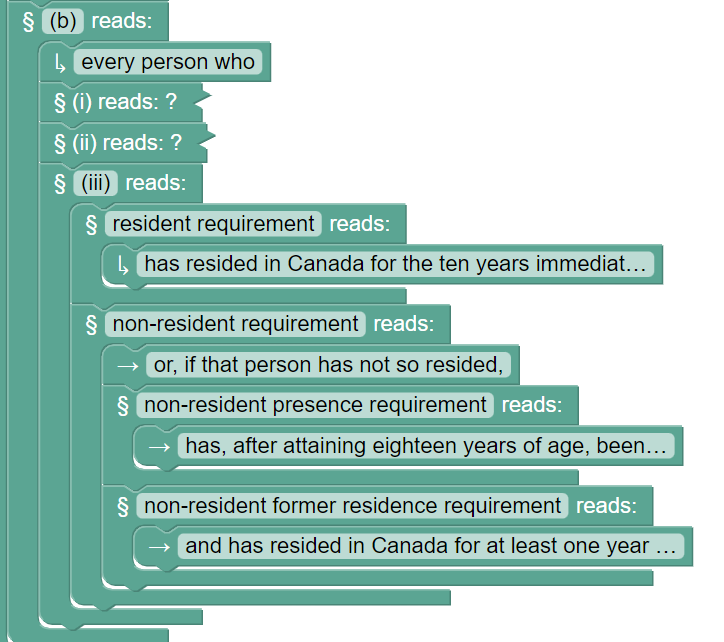 § (b) reads:
↳ every person who
§ (i) reads: ?
§ (ii) reads: ?
§ (iii) reads:
§ resident requirement reads:
↳ has resided in Canada for the ten years immediat…
§ non-resident requirement reads:
→ or, if that person has not so resided,
§ non-resident presence requirement reads:
→ has, after attaining eighteen years of age, been…
§ non-resident former residence requirement reads:
→ and has resided in Canada for at least one year …